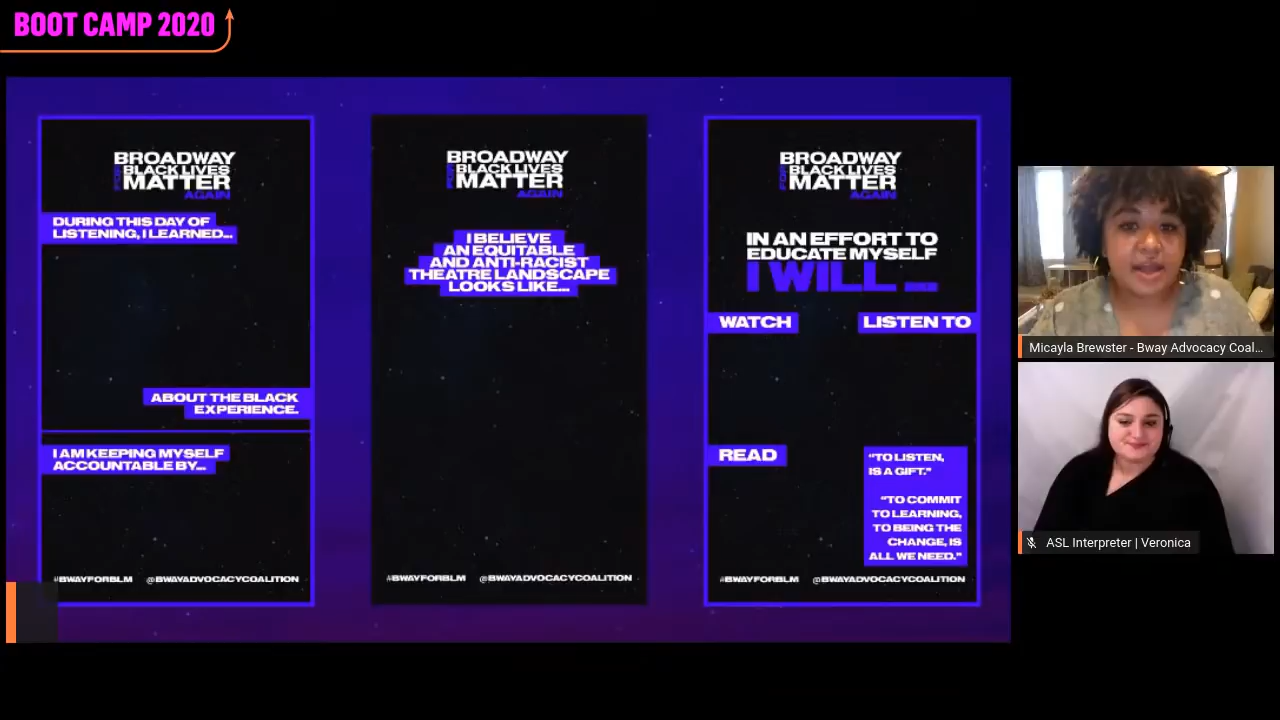 BOOT CAMP 2020
BROADWAY
FOR BLACK LIVES
MATTER
AGAIN
DURING THIS DAY OF
LISTENING, I LEARNED...
ABOUT THE BLACK
EXPERIENCE.
I AM KEEPING MYSELF
ACCOUNTABLE BY...
#BWAYFORBLM @BWAYADVOCACYCOALITION
BROADWAY
FOR BLACK LIVES
MATTER
AGAIN
I BELIEVE
AN EQUITABLE
AND ANTI-RACIST
THEATRE LANDSCAPE
LOOKS LIKE...
#BWAYFORBLM @BWAYADVOCACYCOALITION
BROADWAY
FOR BLACK LIVES
MATTER
AGAIN
IN AN EFFORT TO
EDUCATE MYSELF
I WILL ...
WATCH LISTEN TO
READ
"TO LISTEN,
IS A GIFT."
"TO COMMIT
TO LEARNING,
TO BEING THE
CHANGE, IS
ALL WE NEED."
#BWAYFORBLM @BWAYADVOCACYCOALITION
Micayla Brewster - Bway Advocacy Coal...
ASL Interpreter | Veronica